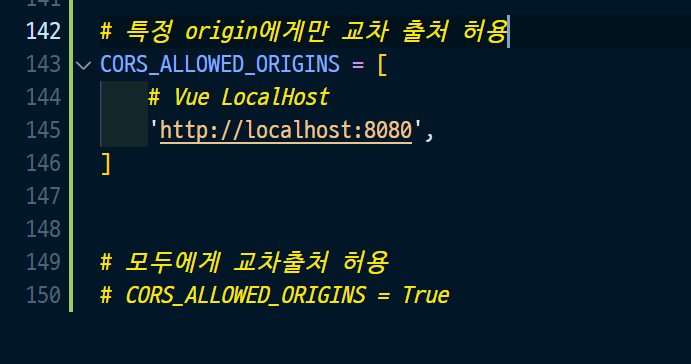 142 # 특정 origin에게만 교차 출처 허용
143 CORS_ALLOWED_ORIGINS = [
144 # Vue LocalHost
145 'http://localhost:8080',
146 ]
147
148
149 # 모두에게 교차출처 허용
150 # CORS_ALLOWED_ORIGINS = True